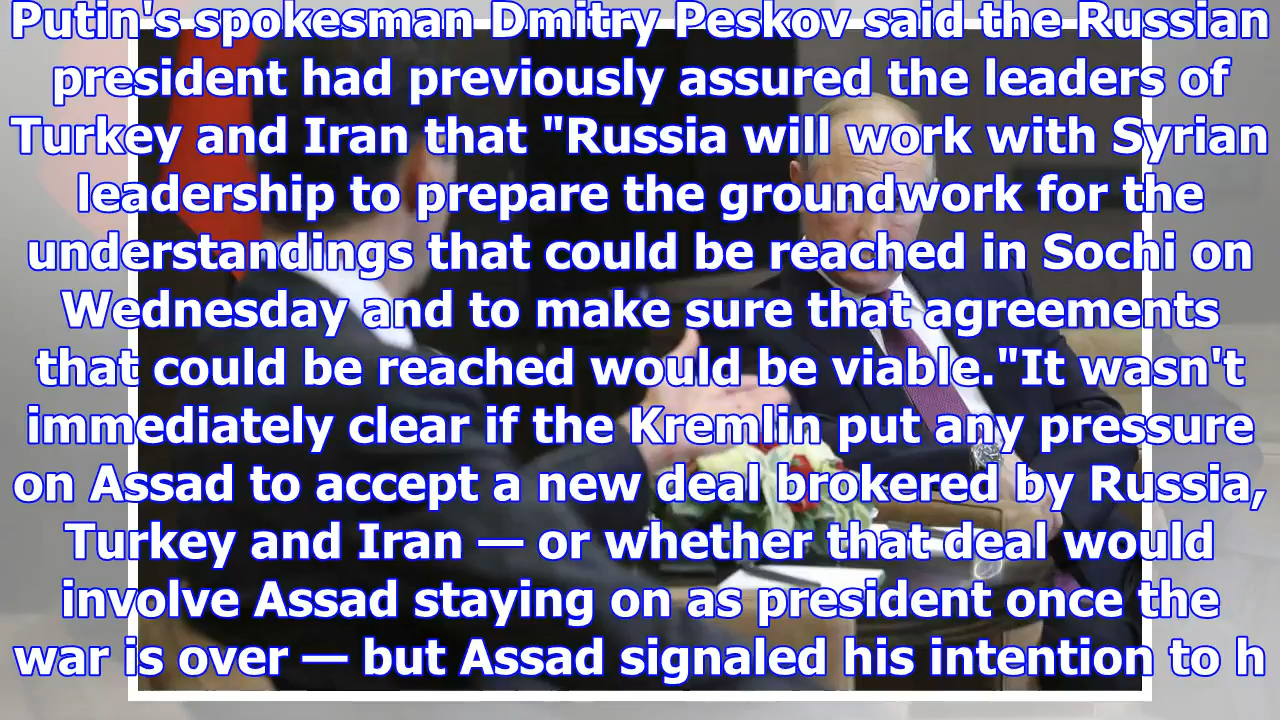 Putin's spokesman Dmitry Peskov said the Russian
president had previously assured the leaders of
Turkey and Iran that "Russia will work with Syrian
leadership to prepare the groundwork for the
understandings that could be reached in Sochi on
Wednesday and to make sure that agreements
that could be reached would be viable."It wasn't
immediately clear if the Kremlin put any pressure
on Assad to accept a new deal brokered by Russia,
Turkey and Iran — or whether that deal would
involve Assad staying on as president once the
war is over — but Assad signaled his intention to h